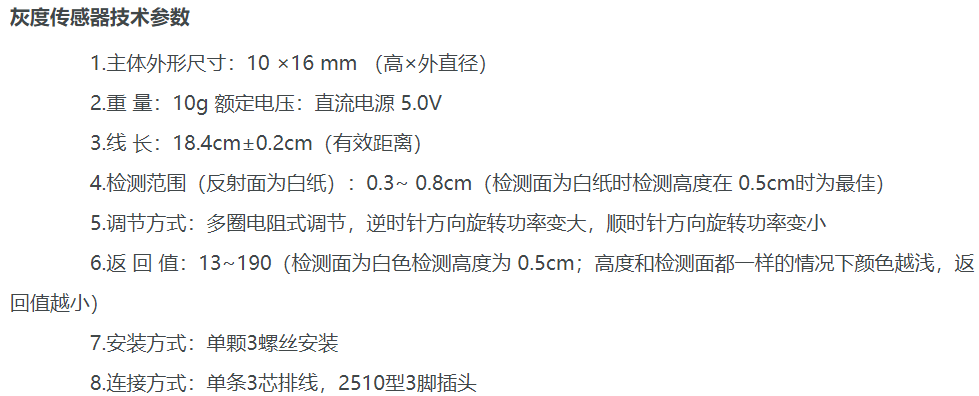 灰度传感器技术参数
1.主体外形尺寸：10 ×16 mm （高×外直径）
2.重 量：10g 额定电压：直流电源 5.0V
3.线 长：18.4cm±0.2cm（有效距离）
4.检测范围（反射面为白纸）：0.3~ 0.8cm（检测面为白纸时检测高度在 0.5cm时为最佳）
5.调节方式：多圈电阻式调节，逆时针方向旋转功率变大，顺时针方向旋转功率变小
6.返 回 值：13~190（检测面为白色检测高度为 0.5cm；高度和检测面都一样的情况下颜色越浅，返
回值越小）
7.安装方式：单颗3螺丝安装
8.连接方式：单条3芯排线，2510型3脚插头